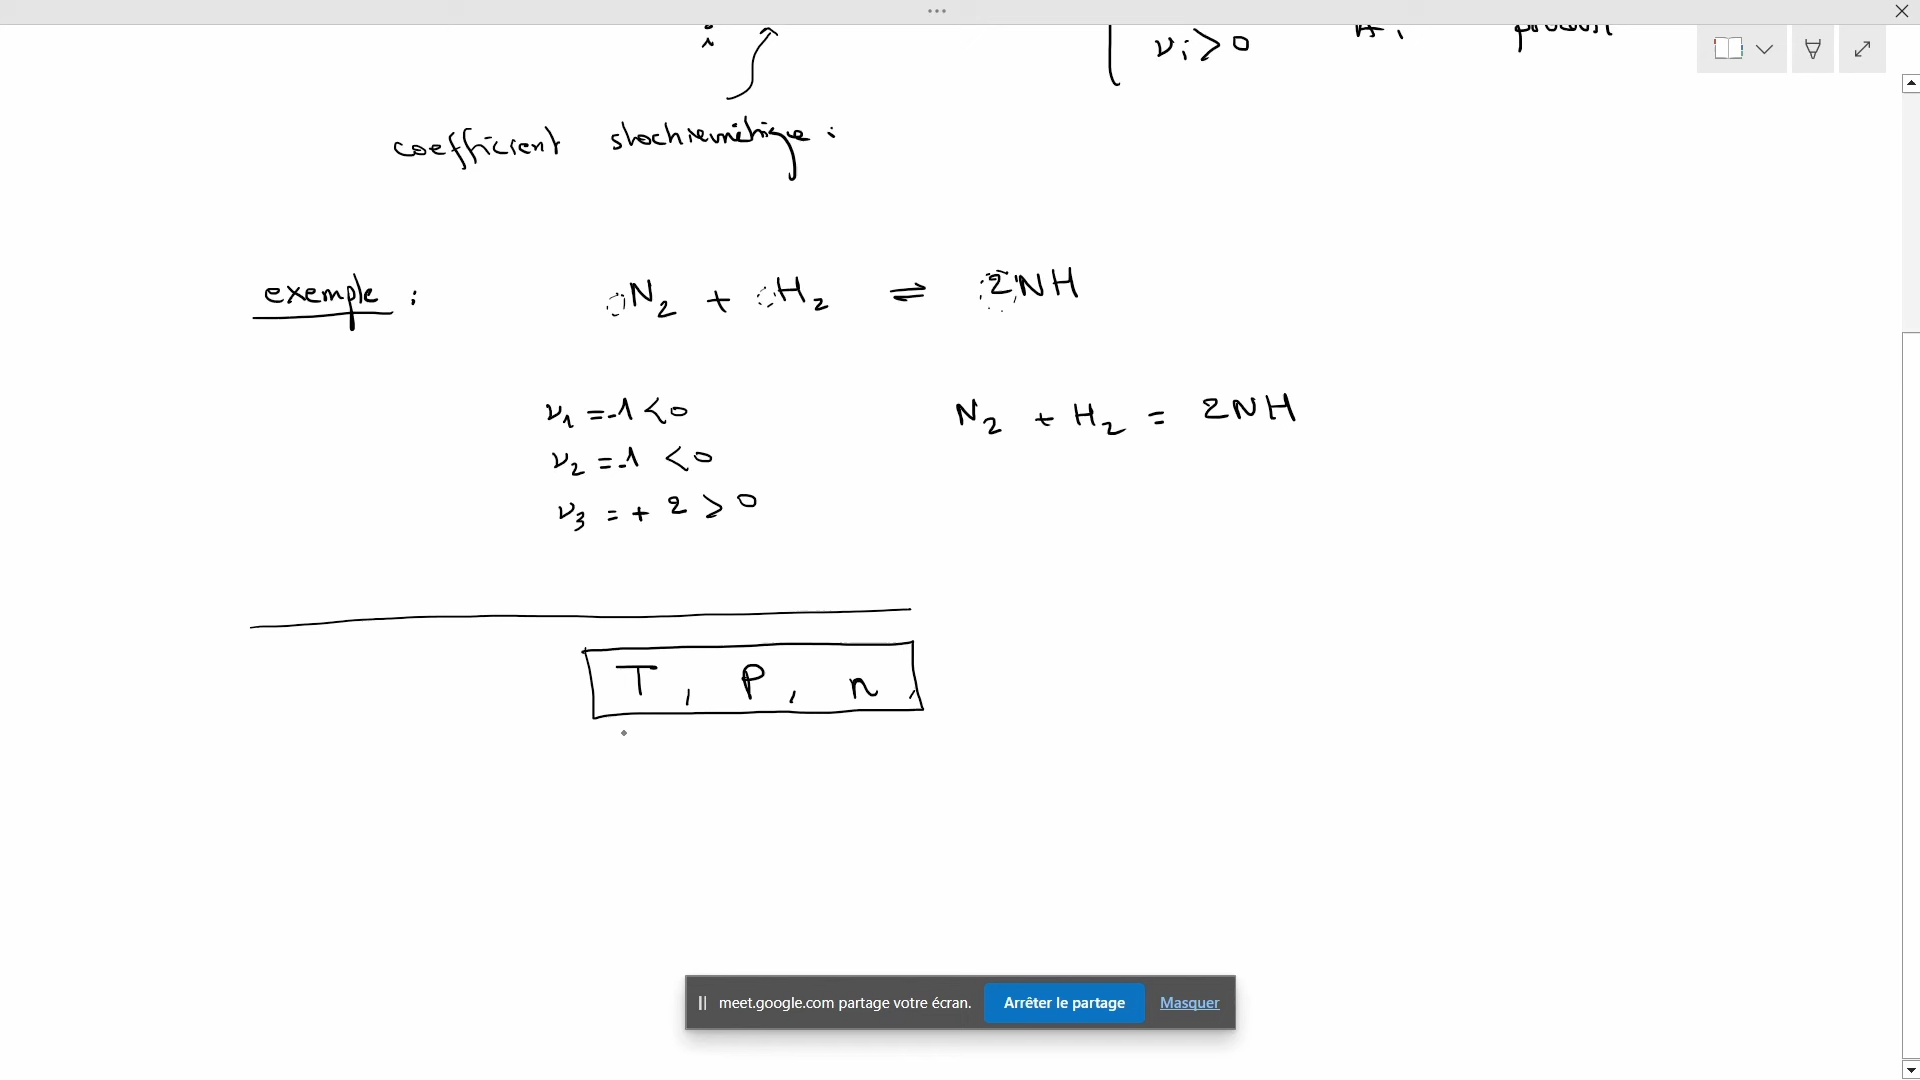 i
νi > 0
coefficient stochiemétrique :
exemple : N2 + H2 ⇌ 2NH
ν1 = -1 < 0
N2 + H2 = 2NH
ν2 = -1 < 0
ν3 = + 2 > 0
T, P, n,
meet.google.com partage votre écran. Arrêter le partage Masquer